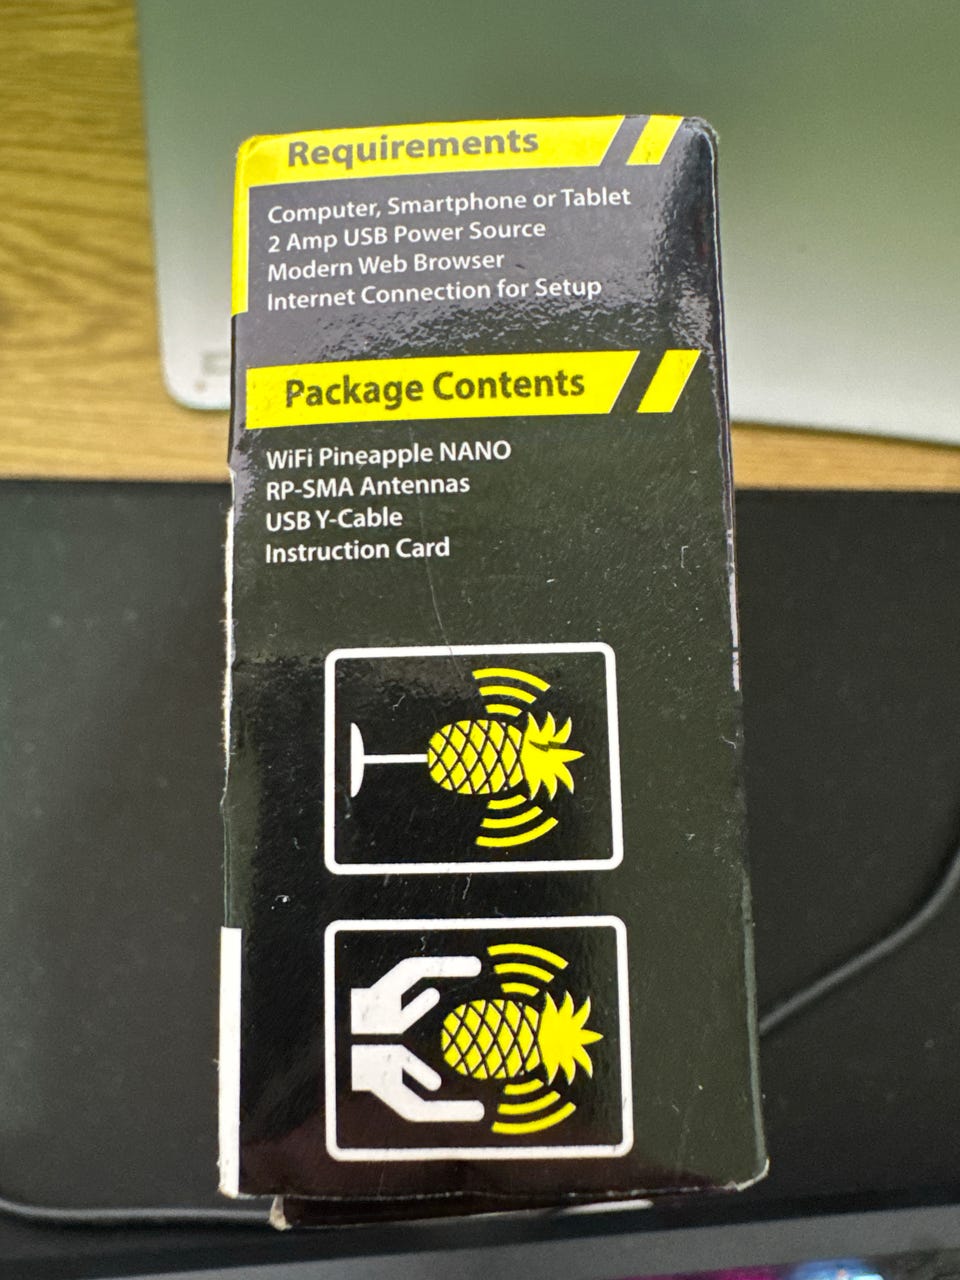 Requirements
Computer, Smartphone or Tablet
2 Amp USB Power Source
Modern Web Browser
Internet Connection for Setup
Package Contents
WiFi Pineapple NANO
RP-SMA Antennas
USB Y-Cable
Instruction Card